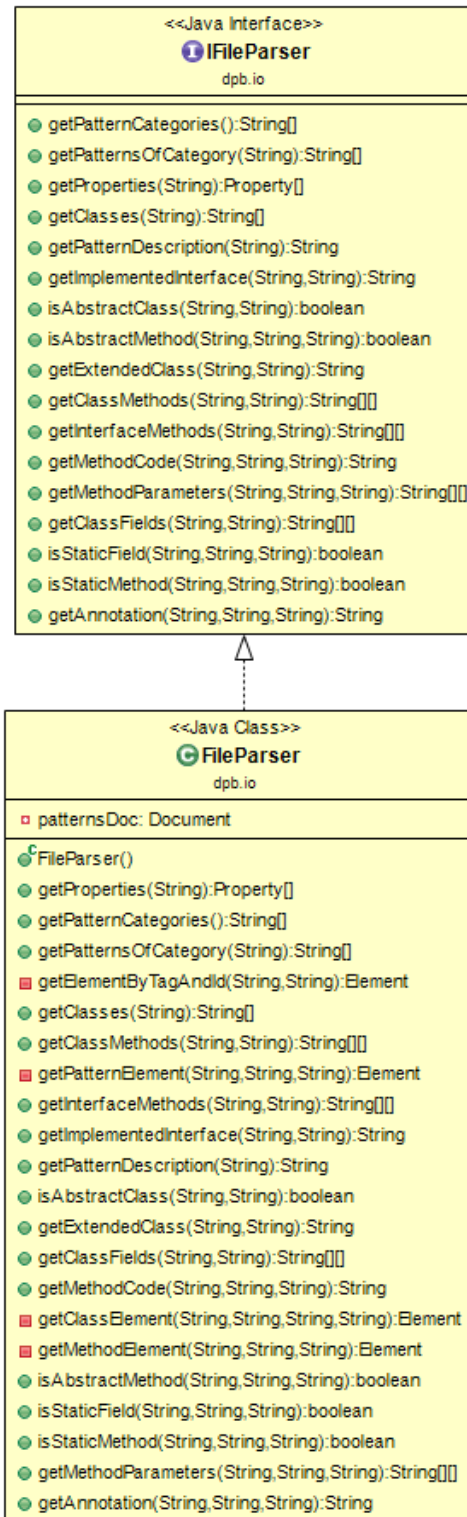 <<Java Interface>>
I IFileParser
dpb.io
getPatternCategories():String[]
getPatternsOfCategory(String):String[]
getProperties(String):Property[]
getClasses(String):String[]
getPatternDescription(String):String
getImplementedInterface(String,String):String
isAbstractClass(String,String):boolean
isAbstractMethod(String,String,String):boolean
getExtendedClass(String,String):String
getClassMethods(String,String):String[][]
getInterfaceMethods(String,String):String[][]
getMethodCode(String,String,String):String
getMethodParameters(String,String,String):String[][]
getClassFields(String,String):String[][]
isStaticField(String,String,String):boolean
isStaticMethod(String,String,String):boolean
getAnnotation(String,String,String):String
<<Java Class>>
C FileParser
dpb.io
patternsDoc: Document
C FileParser()
getProperties(String):Property[]
getPatternCategories():String[]
getPatternsOfCategory(String):String[]
getElementByTagAndId(String,String):Element
getClasses(String):String[]
getClassMethods(String,String):String[][]
getPatternElement(String,String,String):Element
getInterfaceMethods(String,String):String[][]
getImplementedInterface(String,String):String
getPatternDescription(String):String
isAbstractClass(String,String):boolean
getExtendedClass(String,String):String
getClassFields(String,String):String[][]
getMethodCode(String,String,String):String
getClassElement(String,String,String,String):Element
getMethodElement(String,String,String):Element
isAbstractMethod(String,String,String):boolean
isStaticField(String,String,String):boolean
isStaticMethod(String,String,String):boolean
getMethodParameters(String,String,String):String[][]
getAnnotation(String,String,String):String